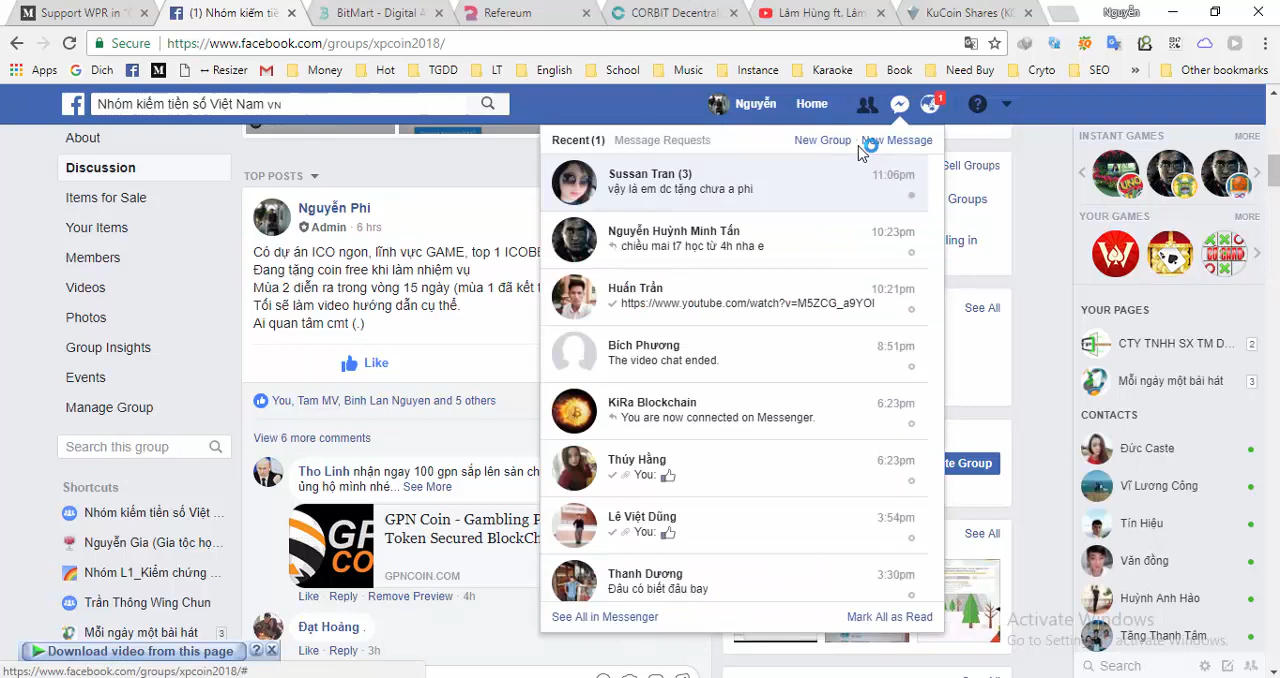 Support WPR in "C
(1) Nhóm kiếm tiề
BitMart - Digital A
Refereum
CORBIT Decentral
Lâm Hùng ft. Lâm
KuCoin Shares (KC
Nguyễn
Secure
https://www.facebook.com/groups/xpcoin2018/
Apps
Dich
Resizer
Money
Hot
TGDD
LT
English
School
Music
Instance
Karaoke
Book
Need Buy
Cryto
SEO
»
Other bookmarks
Nhóm kiếm tiền số Việt Nam VN
Nguyễn
Home
1
About
Discussion
Items for Sale
Your Items
Members
Videos
Photos
Group Insights
Events
Manage Group
Search this group
Shortcuts
Nhóm kiếm tiền số Việt ...
Nguyễn Gia (Gia tộc họ...
Nhóm L1_Kiểm chứng ...
Trần Thông Wing Chun
Mỗi ngày một bài hát 3
Download video from this page
https://www.facebook.com/groups/xpcoin2018/#
TOP POSTS
Nguyễn Phi
Admin · 6 hrs
Có dự án ICO ngon, lĩnh vực GAME, top 1 ICOBE
Đang tặng coin free khi làm nhiệm vụ
Mùa 2 diễn ra trong vòng 15 ngày (mùa 1 đã kết t
Tối sẽ làm video hướng dẫn cụ thể.
Ai quan tâm cmt (.)
Like
You, Tam MV, Binh Lan Nguyen and 5 others
View 6 more comments
Tho Linh nhận ngay 100 gpn sắp lên sàn ch
ủng hộ mình nhé.. See More
GPN Coin - Gambling P
Token Secured BlockCh
GPNCOIN.COM
Like · Reply · Remove Preview · 4h
Đạt Hoảng .
Like · Reply · 3h
Recent (1)
Message Requests
New Group · New Message
Sussan Tran (3)
11:06pm
vậy là em dc tặng chưa a phi
Nguyễn Huỳnh Minh Tấn
10:23pm
chiều mai t7 học từ 4h nha e
Huấn Trần
10:21pm
https://www.youtube.com/watch?v=M5ZCG_a9YOI
Bích Phương
8:51pm
The video chat ended.
KiRa Blockchain
6:23pm
You are now connected on Messenger.
Thúy Hằng
6:23pm
You:
Lê Việt Dũng
3:54pm
You:
Thanh Dương
3:30pm
Đâu có biết đâu bay
See All in Messenger
Mark All as Read
Sell Groups
Groups
ling in
See All
te Group
See All
INSTANT GAMES
MORE
YOUR GAMES
MORE
YOUR PAGES
CTY TNHH SX TM D... 2
Mỗi ngày một bài hát 3
CONTACTS
Đức Caste
Vĩ Lương Công
Tín Hiệu
Văn đồng
Huỳnh Anh Hảo
Tăng Thanh Tâm
Activate Windows
Go to Settings to activate Windows.
Search